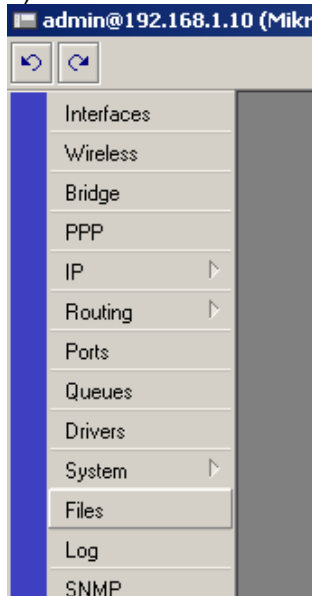 admin@192.168.1.10 (Mikr
Interfaces
Wireless
Bridge
PPP
IP
Routing
Ports
Queues
Drivers
System
Files
Log
SNMP